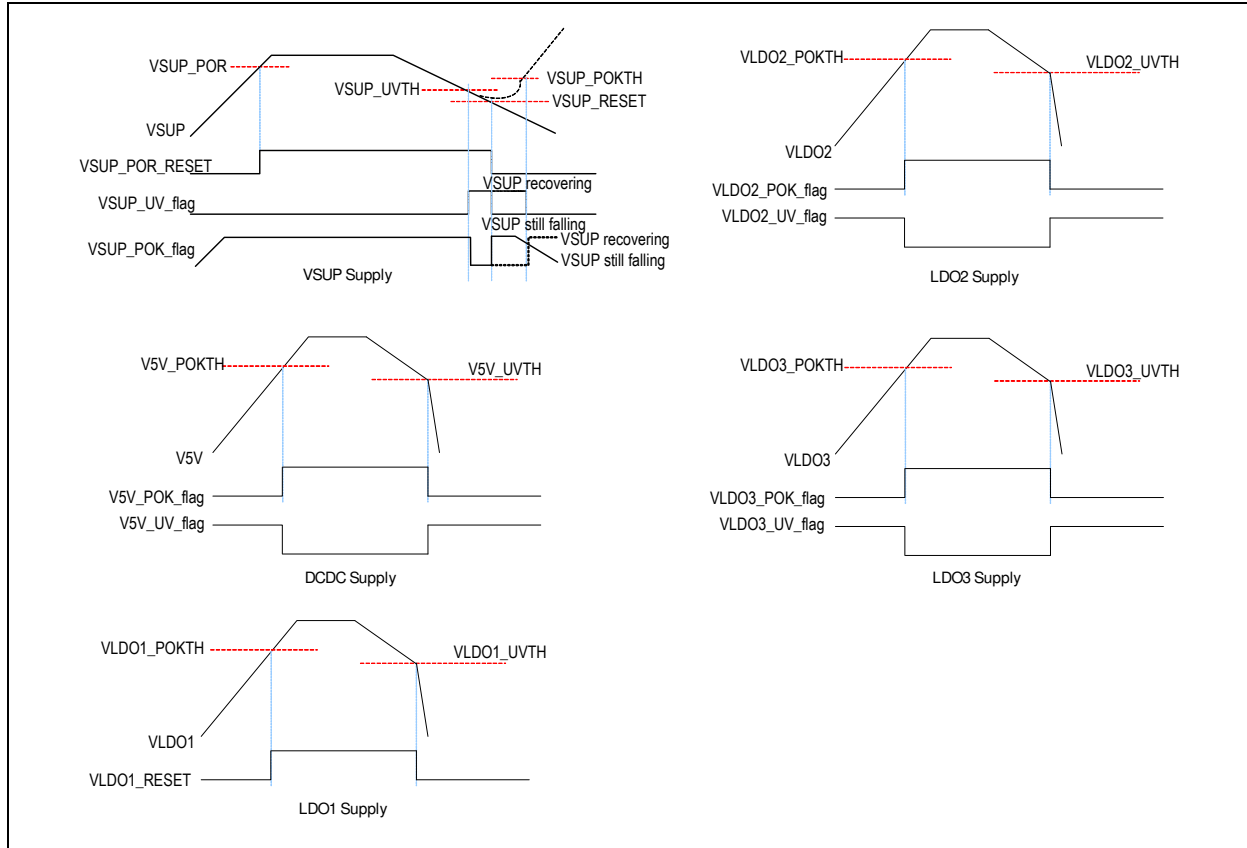 VSUP_POR
VSUP_UVTH
VSUP_POKTH
VSUP_RESET
VSUP
VSUP_POR_RESET
VSUP recovering
VSUP_UV_flag
VSUP still falling
VSUP_POK_flag
VSUP recovering
VSUP still falling
VSUP Supply
VLDO2_POKTH
VLDO2_UVTH
VLDO2
VLDO2_POK_flag
VLDO2_UV_flag
LDO2 Supply
V5V_POKTH
V5V_UVTH
V5V
V5V_POK_flag
V5V_UV_flag
DCDC Supply
VLDO3_POKTH
VLDO3_UVTH
VLDO3
VLDO3_POK_flag
VLDO3_UV_flag
LDO3 Supply
VLDO1_POKTH
VLDO1_UVTH
VLDO1
VLDO1_RESET
LDO1 Supply